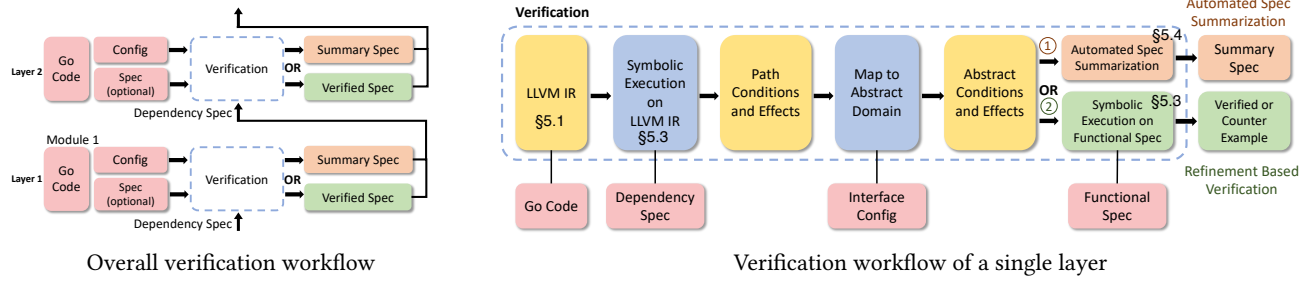 Go
Code
Config
Layer 2
Spec
(optional)
Verification
OR
Summary Spec
Verified Spec
Dependency Spec
Module 1
Go
Code
Config
Layer 1
Spec
(optional)
Verification
OR
Summary Spec
Verified Spec
Dependency Spec
Overall verification workflow
Verification
LLVM IR
§5.1
Symbolic
Execution
on
LLVM IR
§5.3
Path
Conditions
and Effects
Map to
Abstract
Domain
Abstract
Conditions
and Effects
1
OR
2
Automated Spec
Summarization
§5.4
Automated Spec
Summarization
Summary
Spec
§5.3
Symbolic
Execution on
Functional Spec
Verified or
Counter
Example
Refinement Based
Verification
Go Code
Dependency
Spec
Interface
Config
Functional
Spec
Verification workflow of a single layer